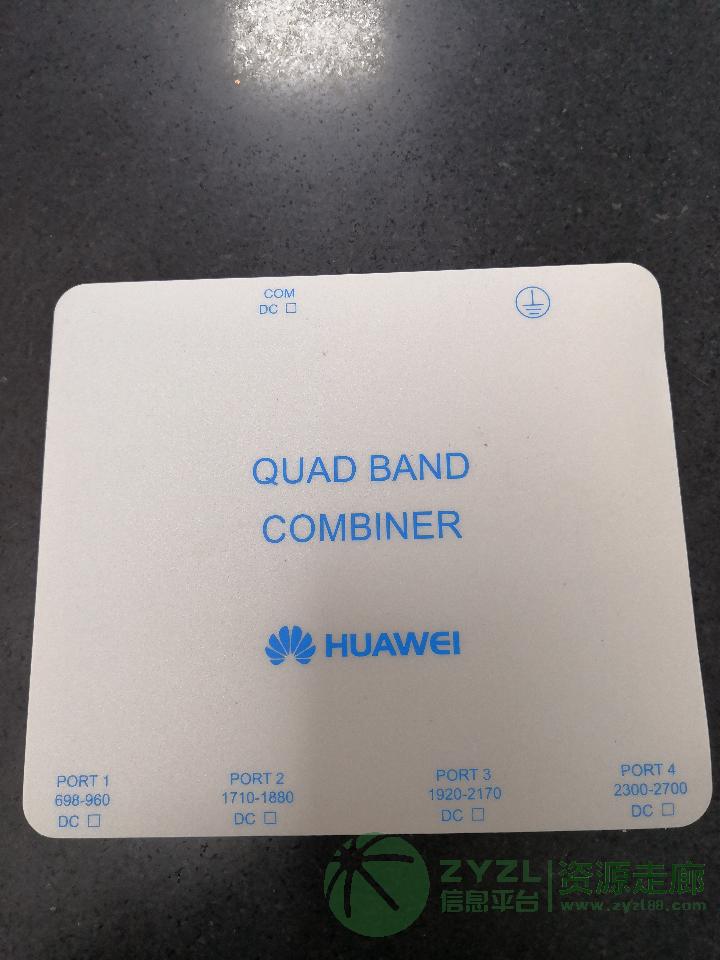 COM
DC ☐
QUAD BAND
COMBINER
HUAWEI
PORT 1
698-960
DC ☐
PORT 2
1710-1880
DC ☐
PORT 3
1920-2170
DC ☐
PORT 4
2300-2700
DC ☐
ZYZL 资源走廊
信息平台 www.zyzl88.com